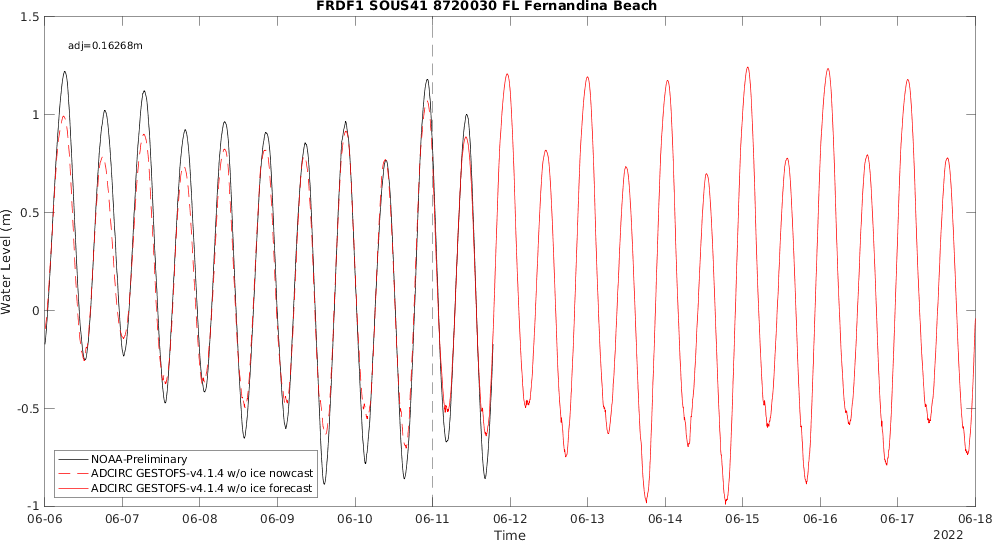 FRDF1 SOUS41 8720030 FL Fernandina Beach
1.5
adj=0.16268m
1
0.5
Water Level (m)
0
-0.5
NOAA-Preliminary
ADCIRC GESTOFS-v4.1.4 w/o ice nowcast
ADCIRC GESTOFS-v4.1.4 w/o ice forecast
-1
06-06 06-07 06-08 06-09 06-10 06-11 06-12 06-13 06-14 06-15 06-16 06-17 06-18
Time 2022